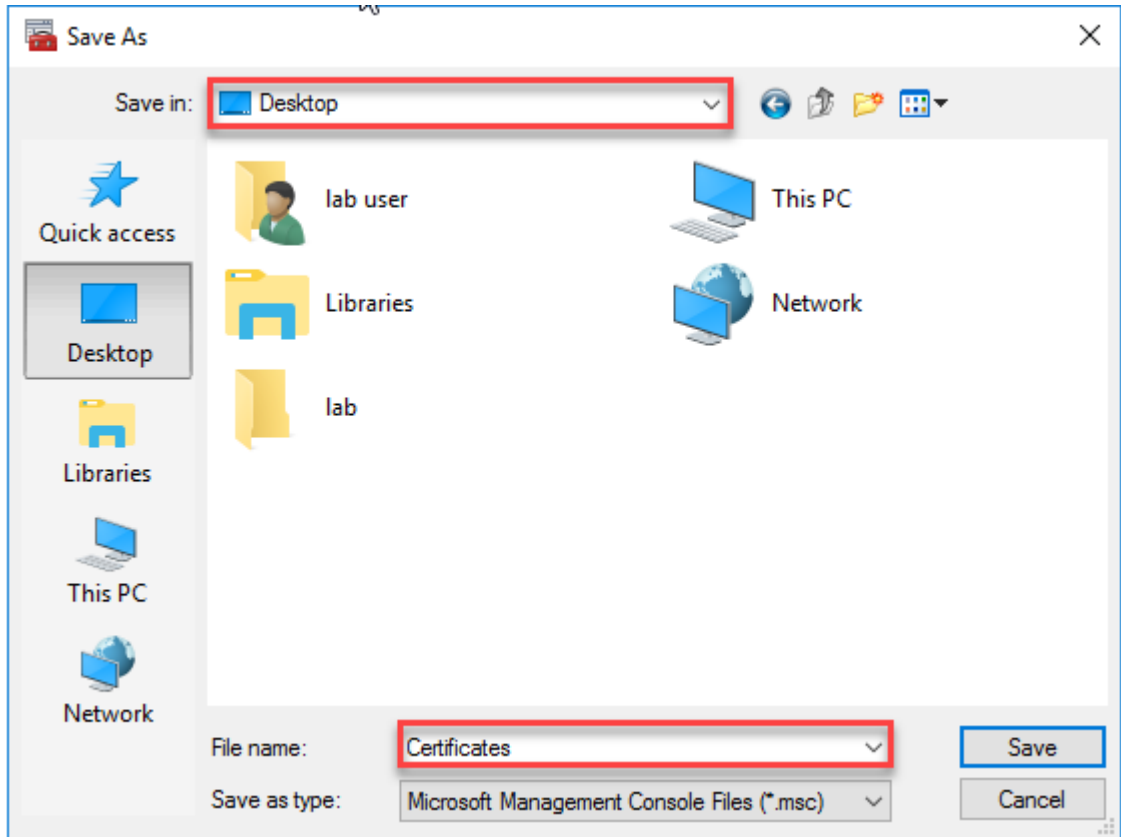 Save As
Save in:
Desktop
Quick access
Desktop
Libraries
This PC
Network
lab user
This PC
Libraries
Network
lab
File name:
Certificates
Save
Save as type:
Microsoft Management Console Files (*.msc)
Cancel